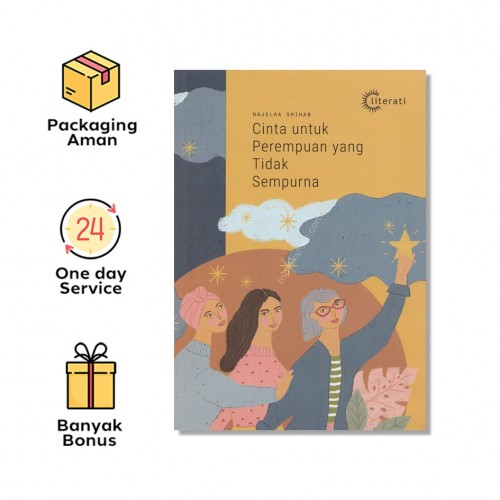 Packaging
Aman
24
One day
Service
Banyak
Bonus
literati
NAJELAA SHIHAB
Cinta untuk
Perempuan yang
Tidak
Sempurna